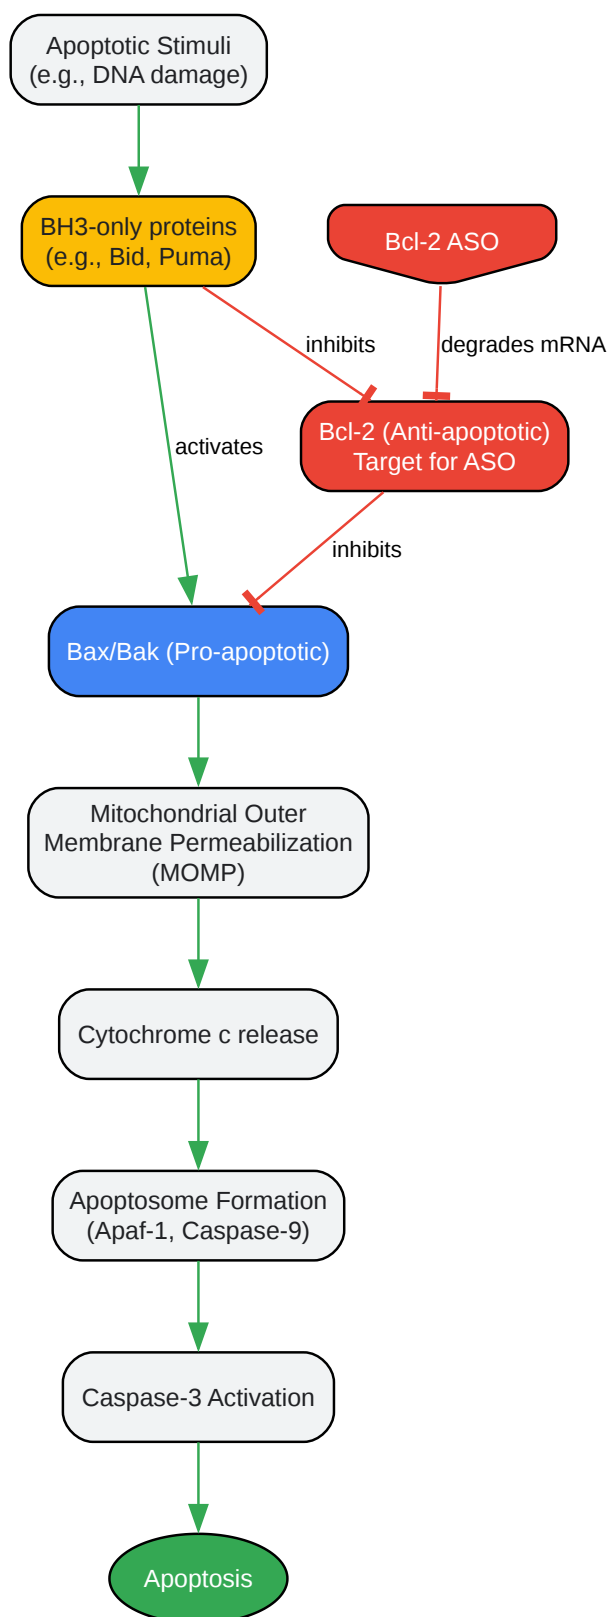 Apoptotic Stimuli
(e.g., DNA damage)
BH3-only proteins
(e.g., Bid, Puma)
Bcl-2 ASO
inhibits
degrades mRNA
Bcl-2 (Anti-apoptotic)
Target for ASO
activates
inhibits
Bax/Bak (Pro-apoptotic)
Mitochondrial Outer
Membrane Permeabilization
(MOMP)
Cytochrome c release
Apoptosome Formation
(Apaf-1, Caspase-9)
Caspase-3 Activation
Apoptosis